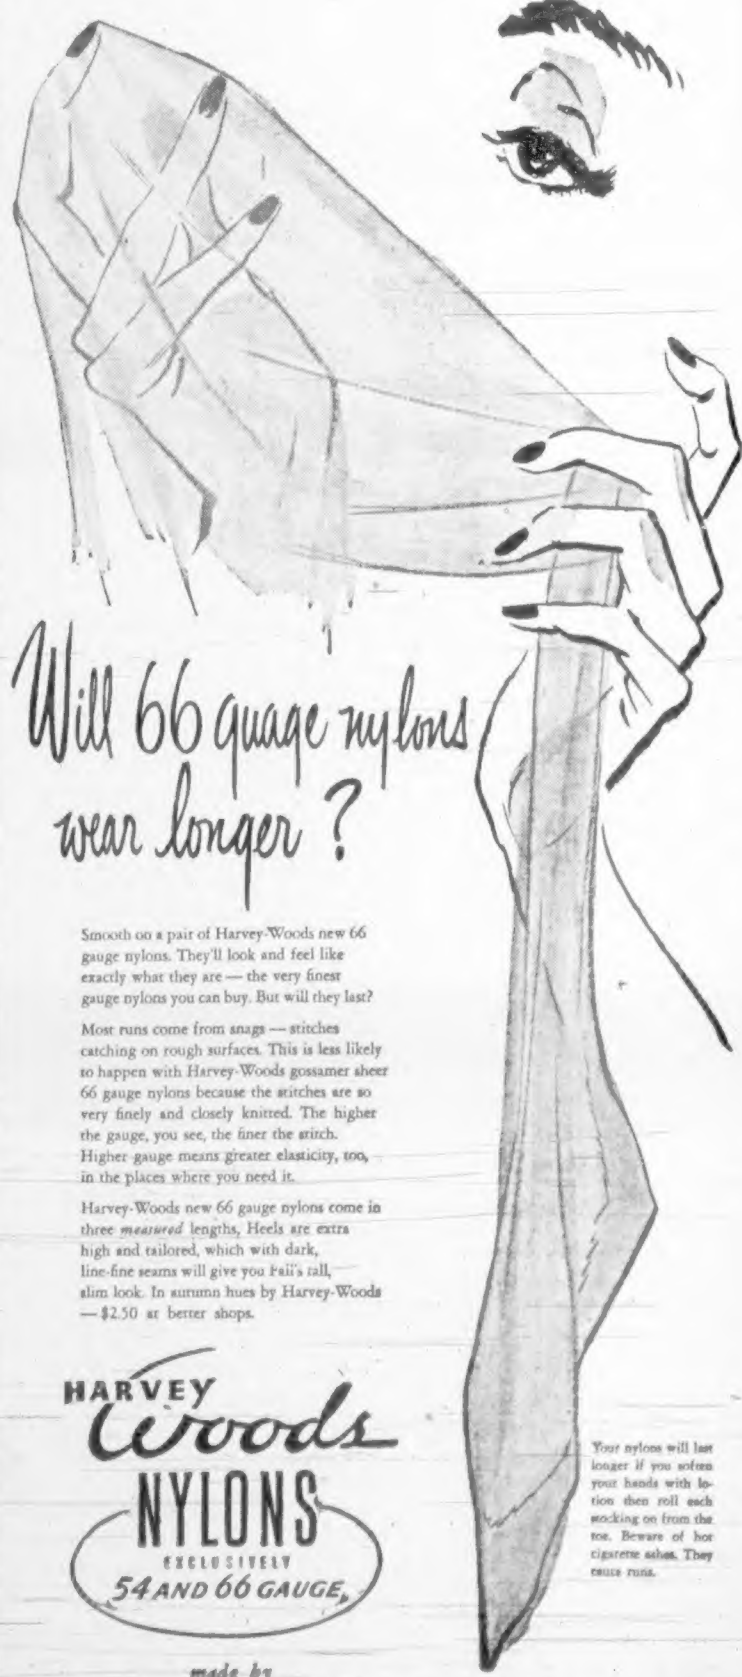 Will 66 guage nylons
wear longer ?
Smooth on a pair of Harvey-Woods new 66
gauge nylons. They'll look and feel like
exactly what they are — the very finest
gauge nylons you can buy. But will they last?
Most runs come from snags — stitches
catching on rough surfaces. This is less likely
to happen with Harvey-Woods gossamer sheer
66 gauge nylons because the stitches are so
very finely and closely knitted. The higher
the gauge, you see, the finer the stitch.
Higher gauge means greater elasticity, too,
in the places where you need it.
Harvey-Woods new 66 gauge nylons come in
three measured lengths, Heels are extra
high and tailored, which with dark,
line-fine seams will give you Fall's tall,
slim look. In autumn hues by Harvey-Woods
— $2.50 at better shops.
HARVEY
Woods
NYLONS
EXCLUSIVELY
54 AND 66 GAUGE,
made by
Your nylons will last
longer if you soften
your hands with lo-
tion then roll each
stocking on from the
toe. Beware of hot
cigarette ashes. They
cause runs.